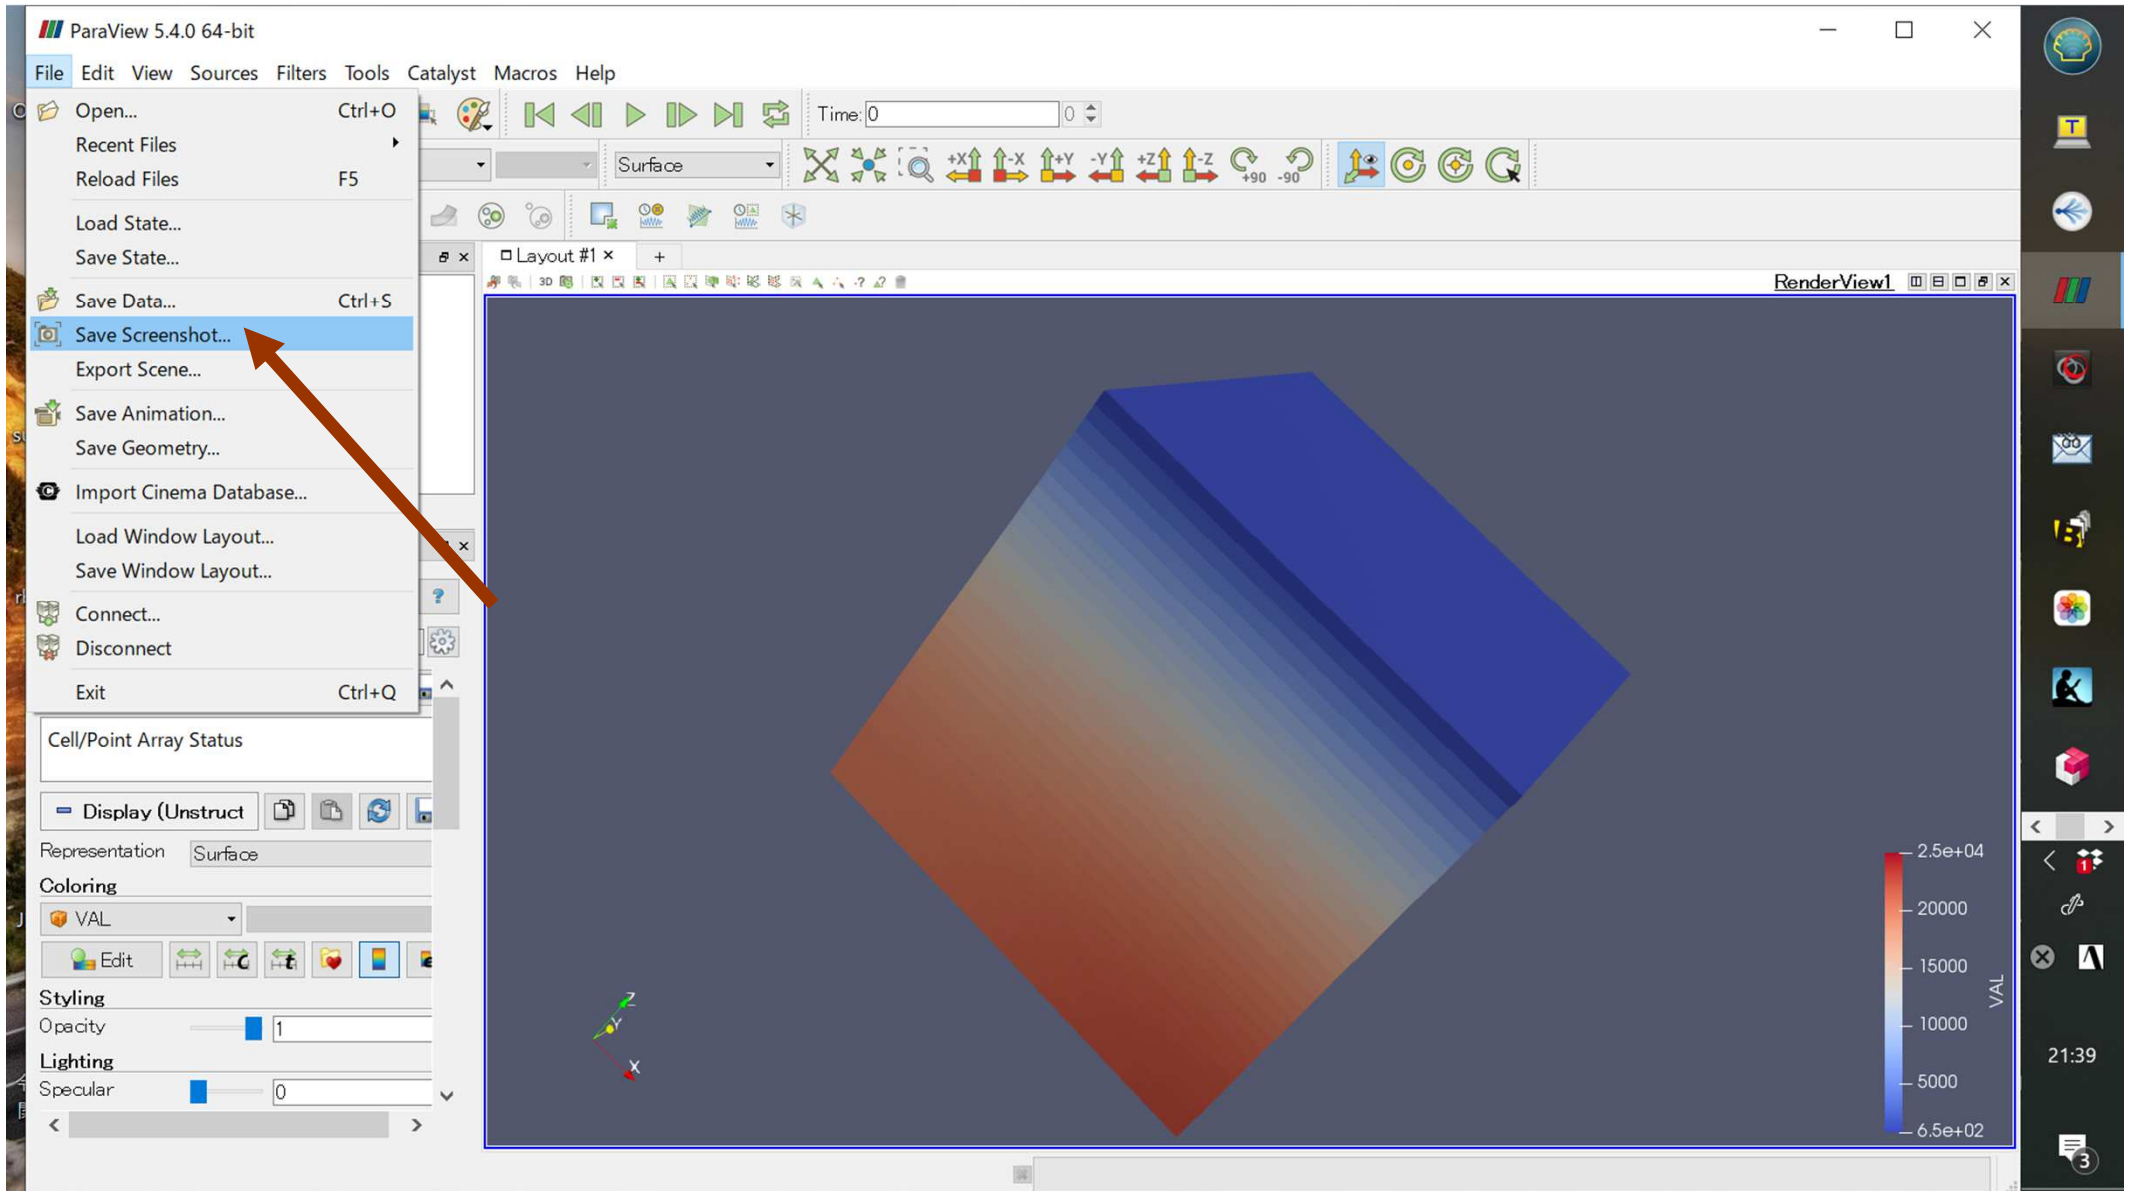 ParaView 5.4.0 64-bit
File Edit View Sources Filters Tools Catalyst Macros Help
Open... Ctrl+O
Recent Files
Reload Files F5
Load State...
Save State...
Save Data... Ctrl+S
Save Screenshot...
Export Scene...
Save Animation...
Save Geometry...
Import Cinema Database...
Load Window Layout...
Save Window Layout...
Connect...
Disconnect
Exit Ctrl+Q
Time: 0 0
Surface
+X -X +Y -Y +Z -Z +90 -90
Layout #1 × +
3D
RenderView1
Cell/Point Array Status
Display (Unstruct
Representation Surface
Coloring
VAL
Edit
Styling
Opacity 1
Lighting
Specular 0
Z
Y
X
2.5e+04
20000
15000
10000
5000
6.5e+02
VAL
T
1
21:39
3